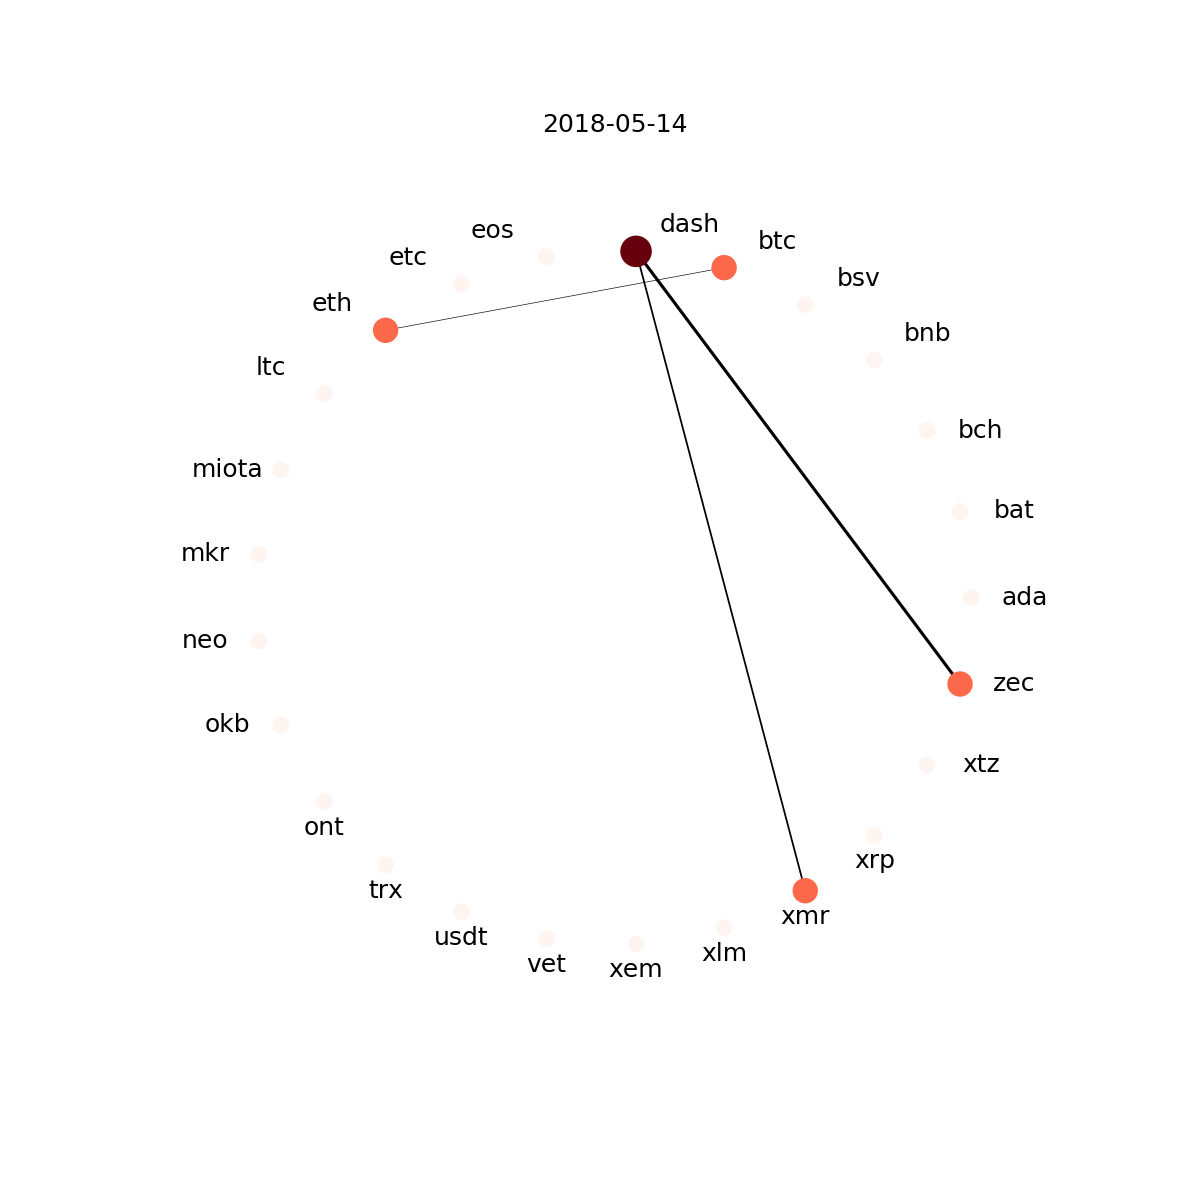 2018-05-14
dash
eos
btc
etc
bsv
eth
bnb
ltc
bch
miota
bat
mkr
ada
neo
zec
okb
xtz
ont
xrp
trx
xmr
usdt
xlm
vet
xem